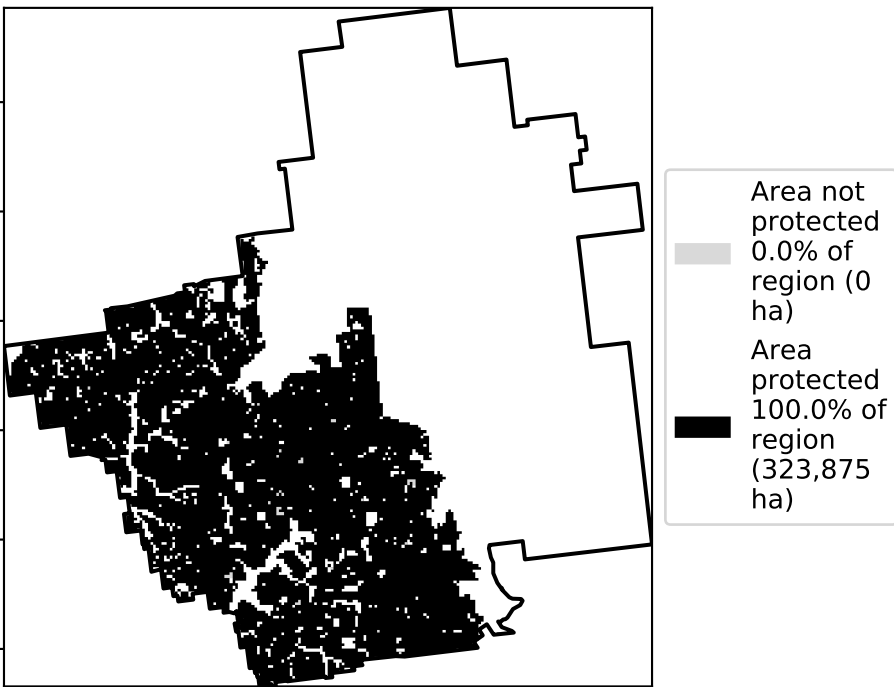 Area not
protected
0.0% of
region (0
ha)
Area
protected
100.0% of
region
(323,875
ha)